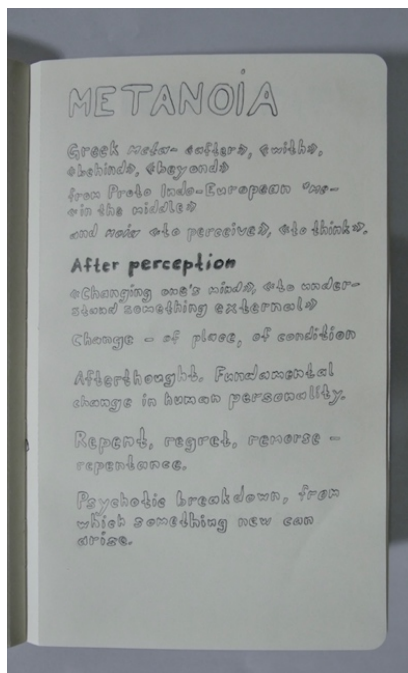 METANOIA
Greek meta- «after», «with»,
«behind», «beyond»
from Proto Indo-European *me-
«in the middle»
and noir «to perceive», «to think».
After perception
«Changing one's mind», «to under-
stand something external»
Change – of place, of condition
Afterthought. Fundamental
change in human personality.
Repent, regret, remorse –
repentance.
Psychotic breakdown, from
which something new can
arise.